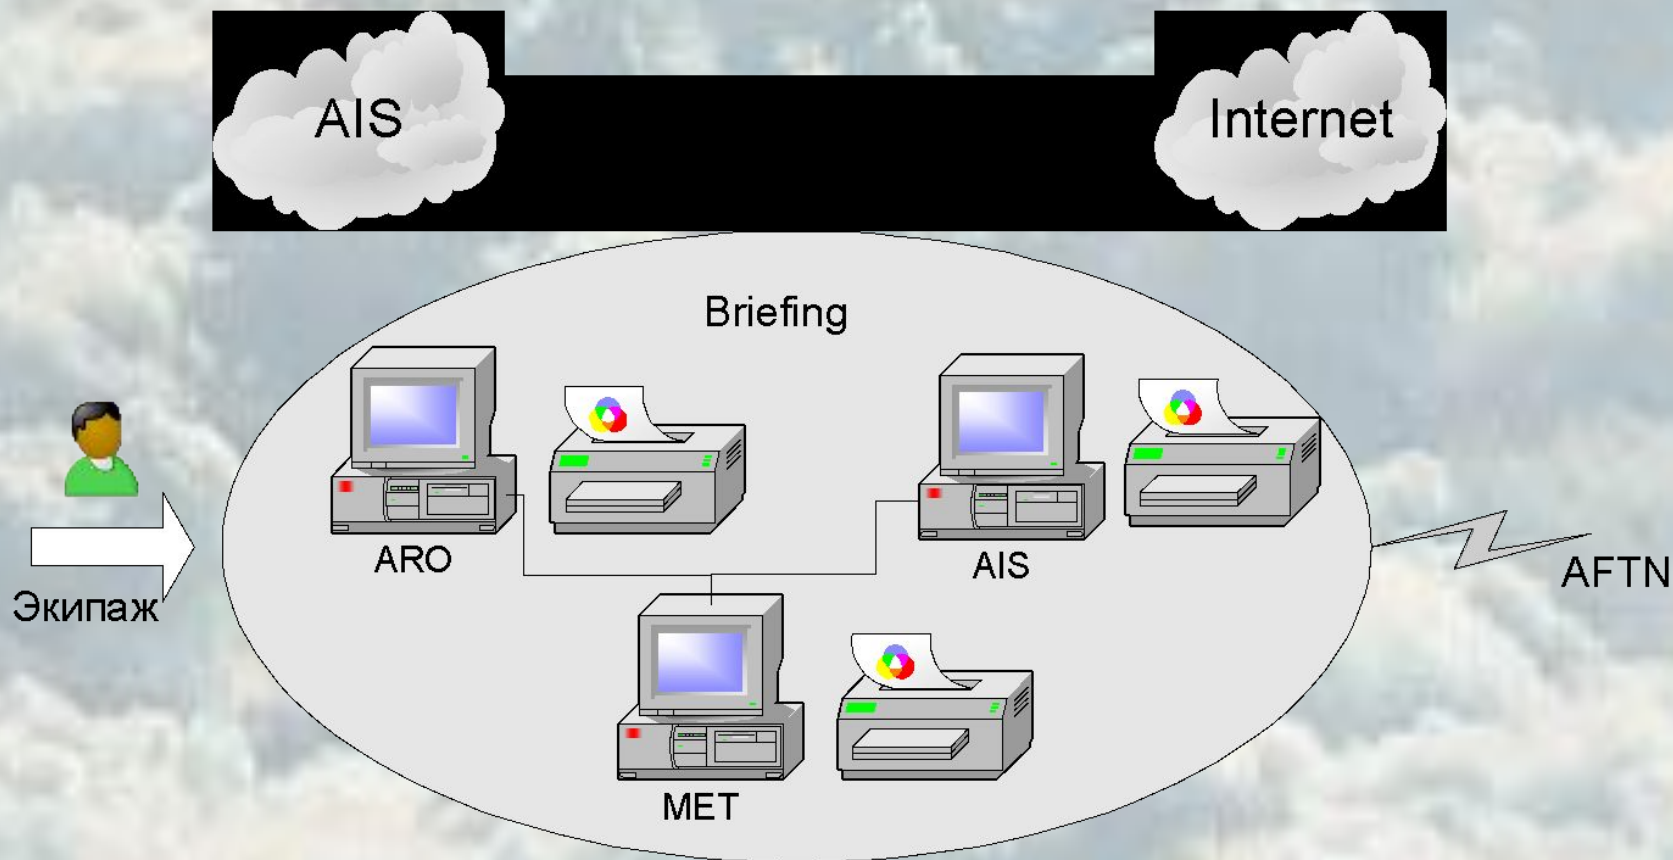 AIS
Internet
Briefing
ARO
AIS
AFTN
Экипаж
MET